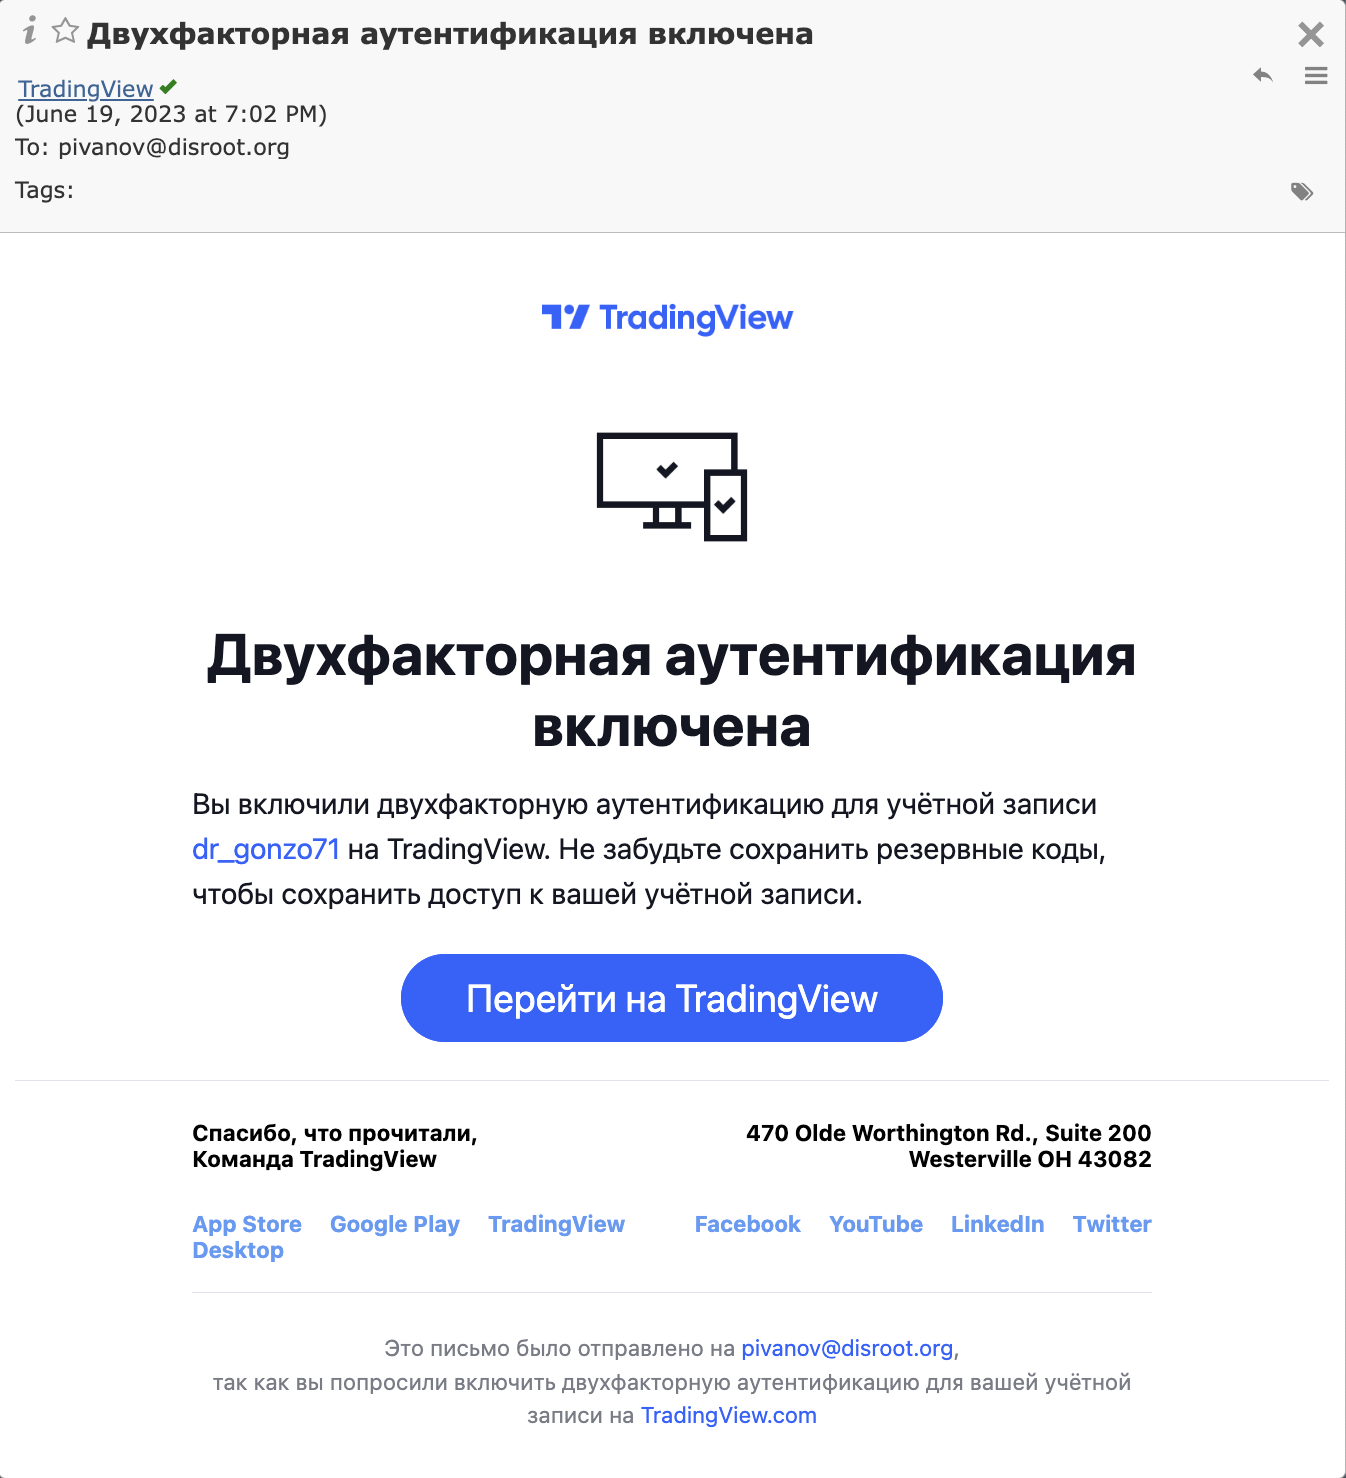 Двухфакторная аутентификация включена
TradingView
(June 19, 2023 at 7:02 PM)
To: pivanov@disroot.org
Tags:
TradingView
Двухфакторная аутентификация
включена
Вы включили двухфакторную аутентификацию для учётной записи
dr_gonzo71 на TradingView. Не забудьте сохранить резервные коды,
чтобы сохранить доступ к вашей учётной записи.
Перейти на TradingView
Спасибо, что прочитали,
Команда TradingView
470 Olde Worthington Rd., Suite 200
Westerville OH 43082
App Store Google Play TradingView
Desktop
Facebook YouTube LinkedIn Twitter
Это письмо было отправлено на pivanov@disroot.org,
так как вы попросили включить двухфакторную аутентификацию для вашей учётной
записи на TradingView.com